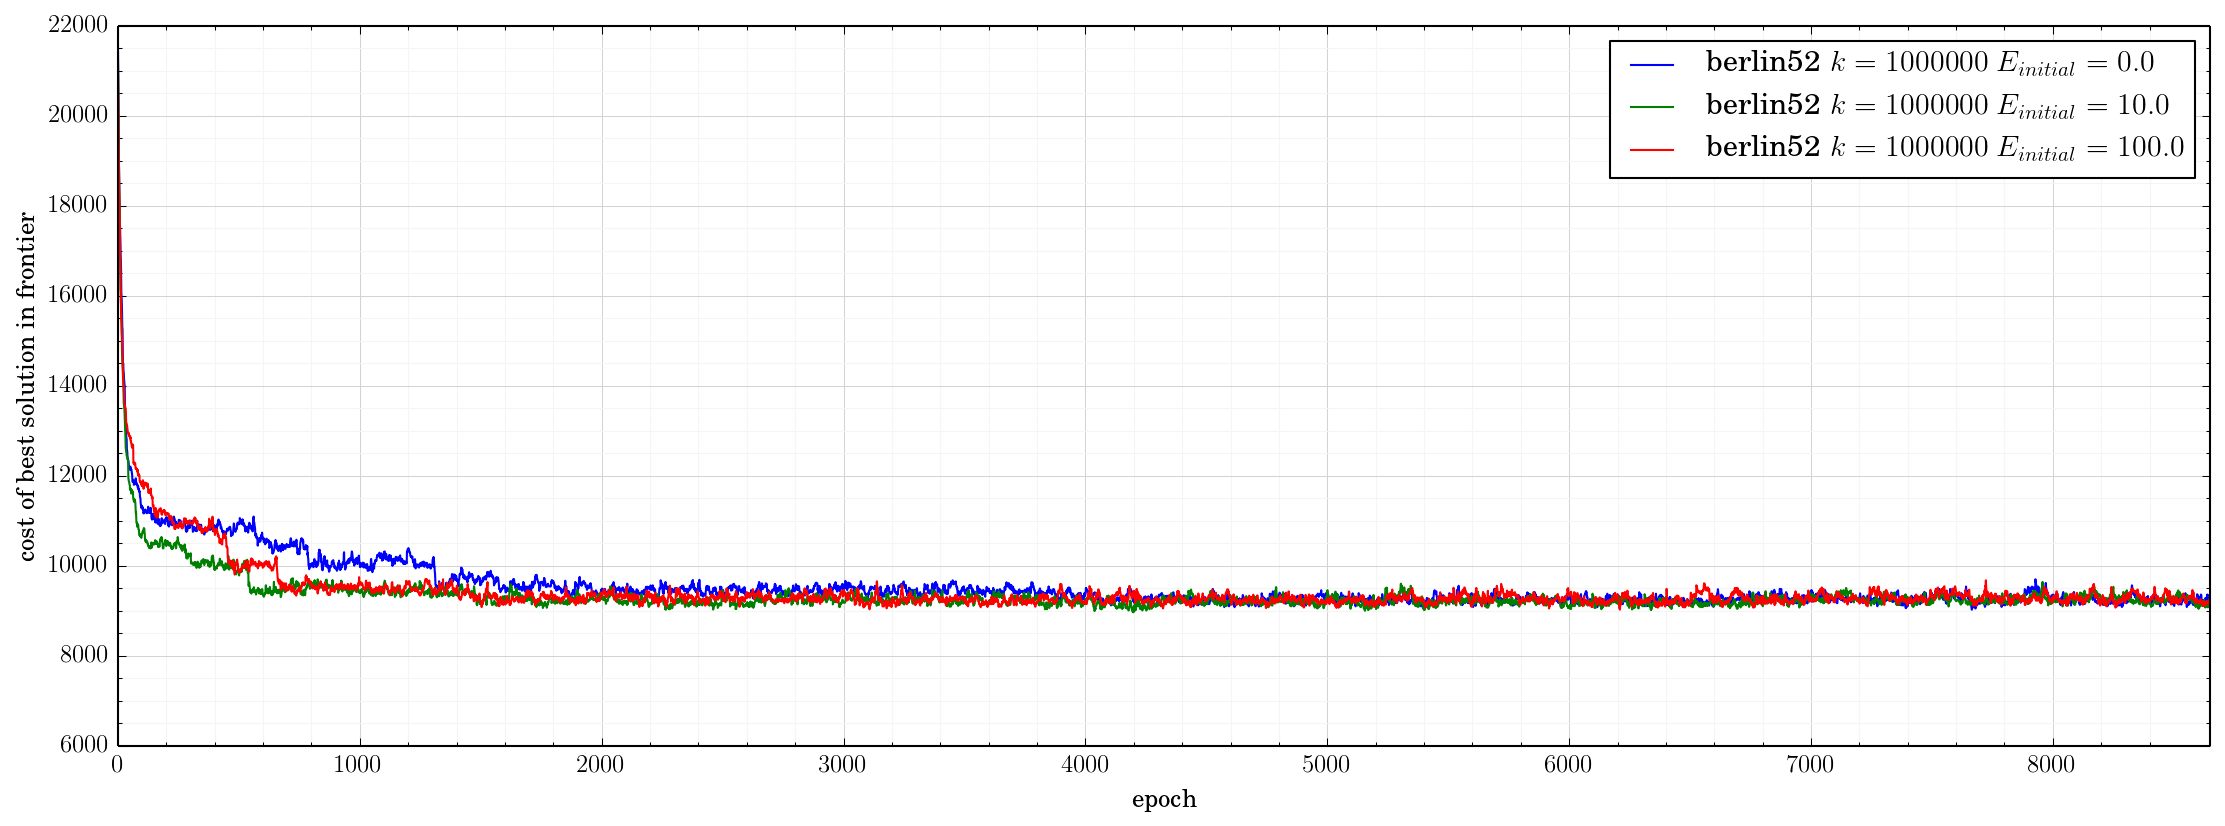 22000
20000
18000
16000
14000
12000
10000
8000
6000
cost of best solution in frontier
berlin52 k = 1000000 E_initial = 0.0
berlin52 k = 1000000 E_initial = 10.0
berlin52 k = 1000000 E_initial = 100.0
0 1000 2000 3000 4000 5000 6000 7000 8000
epoch